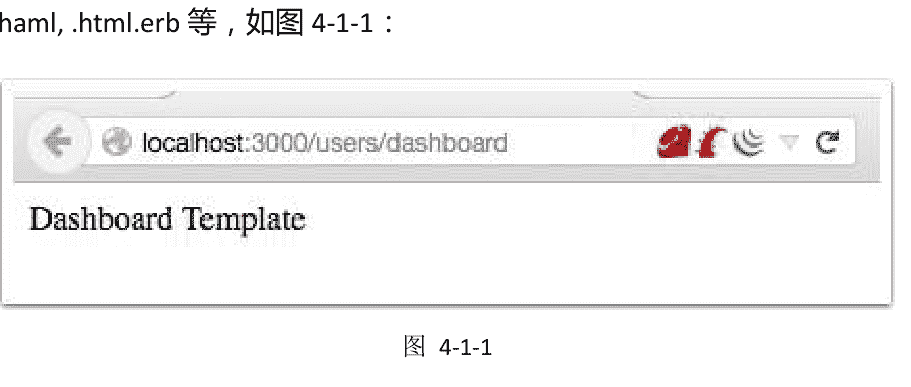 haml, .html.erb 等，如图 4-1-1：
localhost:3000/users/dashboard
Dashboard Template
图 4-1-1